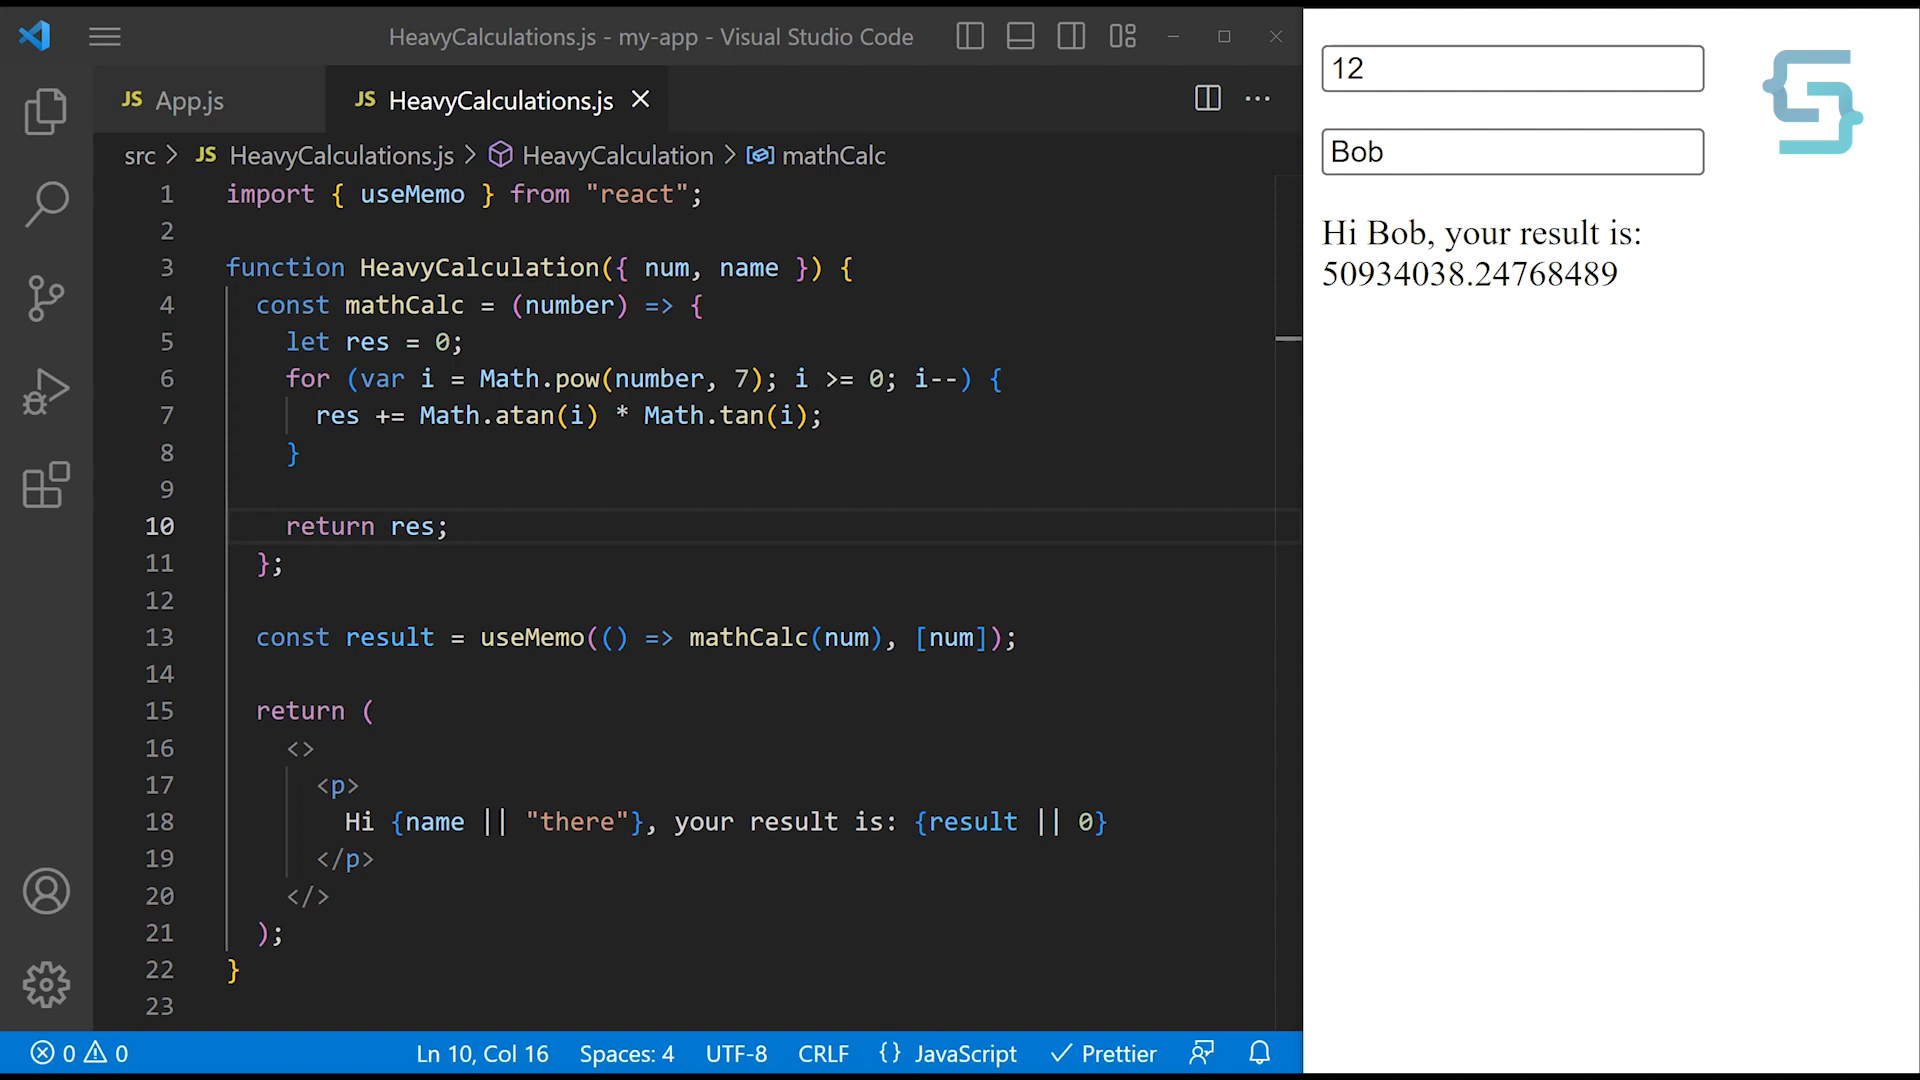 HeavyCalculations.js - my-app - Visual Studio Code
JS App.js
JS HeavyCalculations.js
src > JS HeavyCalculations.js > HeavyCalculation > mathCalc
1 import { useMemo } from "react";
2
3 function HeavyCalculation({ num, name }) {
4 const mathCalc = (number) => {
5 let res = 0;
6 for (var i = Math.pow(number, 7); i >= 0; i--) {
7 res += Math.atan(i) * Math.tan(i);
8 }
9
10 return res;
11 };
12
13 const result = useMemo(() => mathCalc(num), [num]);
14
15 return (
16 <>
17 <p>
18 Hi {name || "there"}, your result is: {result || 0}
19 </p>
20 </>
21 );
22 }
23
0 0 Ln 10, Col 16 Spaces: 4 UTF-8 CRLF {} JavaScript Prettier
12
Bob
Hi Bob, your result is:
50934038.24768489